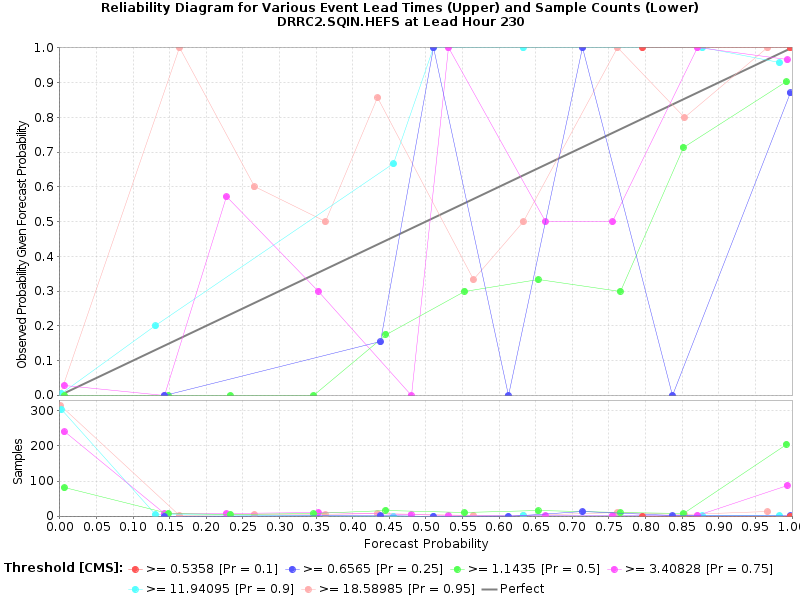 Reliability Diagram for Various Event Lead Times (Upper) and Sample Counts (Lower)
DRRC2.SQIN.HEFS at Lead Hour 230
Observed Probability Given Forecast Probability
1.0
0.9
0.8
0.7
0.6
0.5
0.4
0.3
0.2
0.1
0.0
Samples
300
200
100
0
0.00 0.05 0.10 0.15 0.20 0.25 0.30 0.35 0.40 0.45 0.50 0.55 0.60 0.65 0.70 0.75 0.80 0.85 0.90 0.95 1.0
Forecast Probability
Threshold [CMS]: >= 0.5358 [Pr = 0.1] >= 0.6565 [Pr = 0.25] >= 1.1435 [Pr = 0.5] >= 3.40828 [Pr = 0.75]
>= 11.94095 [Pr = 0.9] >= 18.58985 [Pr = 0.95] Perfect